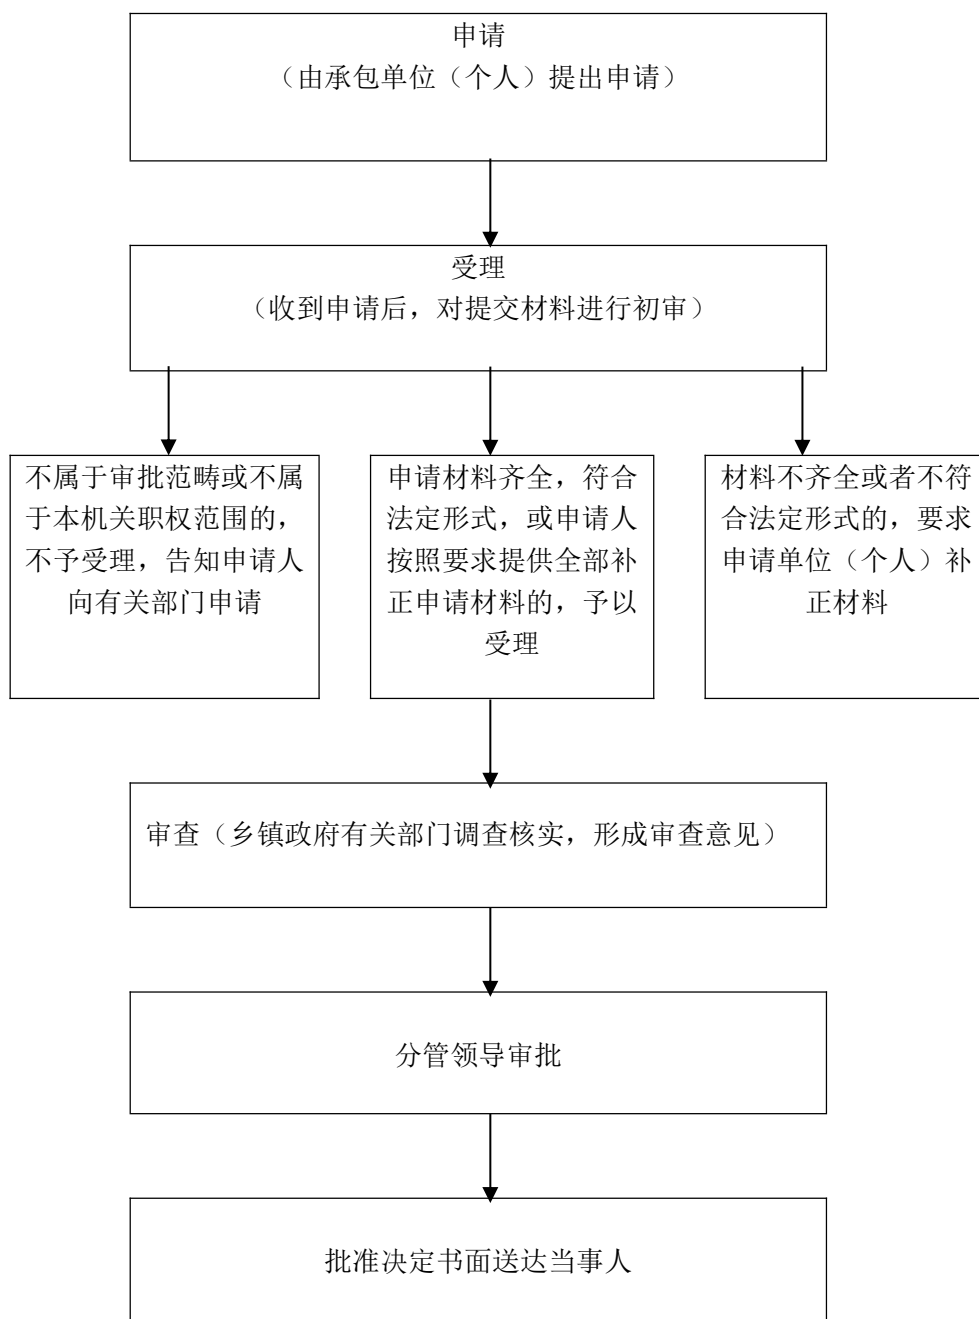 申请
（由承包单位（个人）提出申请）
受理
（收到申请后，对提交材料进行初审）
不属于审批范畴或不属
于本机关职权范围的，
不予受理，告知申请人
向有关部门申请
申请材料齐全，符合
法定形式，或申请人
按照要求提供全部补
正申请材料的，予以
受理
材料不齐全或者不符
合法定形式的，要求
申请单位（个人）补
正材料
审查（乡镇政府有关部门调查核实，形成审查意见）
分管领导审批
批准决定书面送达当事人